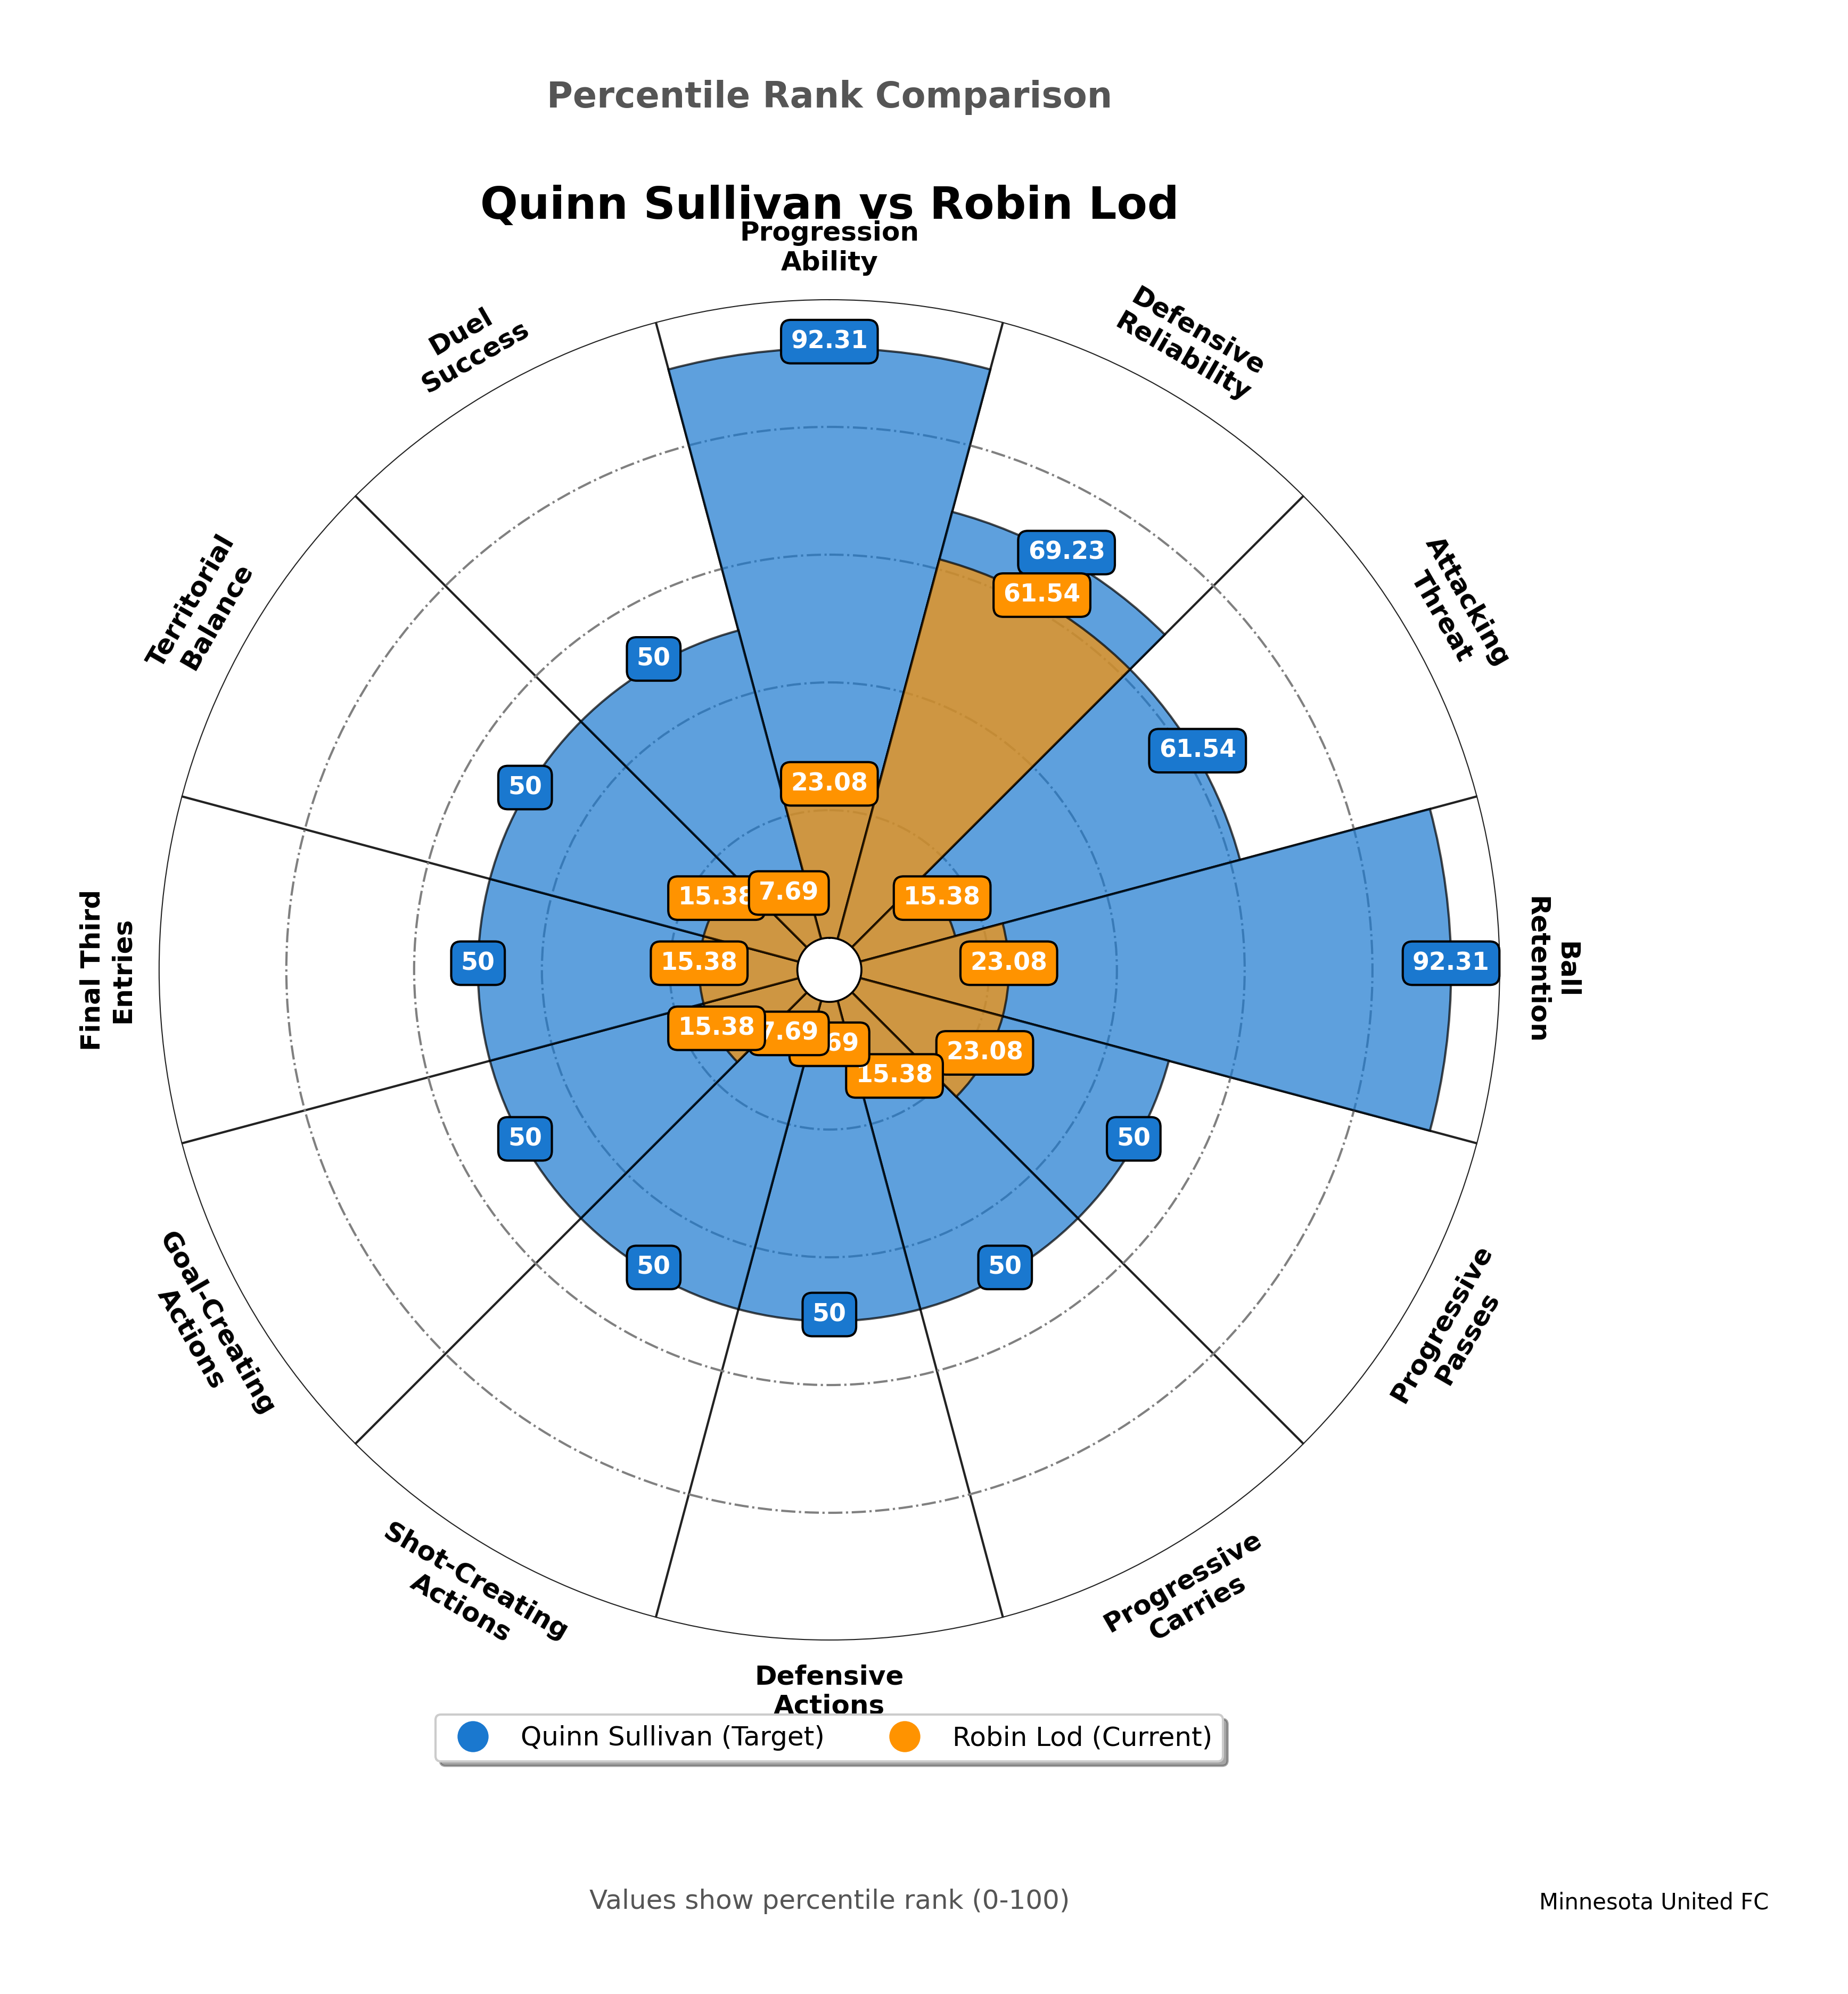 Percentile Rank Comparison
Quinn Sullivan vs Robin Lod
Progression
Ability
Defensive
Reliability
Attacking
Threat
Ball
Retention
Progressive
Passes
Progressive
Carries
Defensive
Actions
Shot-Creating
Actions
Goal-Creating
Actions
Final Third
Entries
Territorial
Balance
Duel
Success
92.31
69.23
61.54
61.54
92.31
50
50
50
50
50
50
50
50
23.08
15.38
23.08
23.08
15.38
69
7.69
15.38
15.38
15.38
7.69
Quinn Sullivan (Target)
Robin Lod (Current)
Values show percentile rank (0-100)
Minnesota United FC